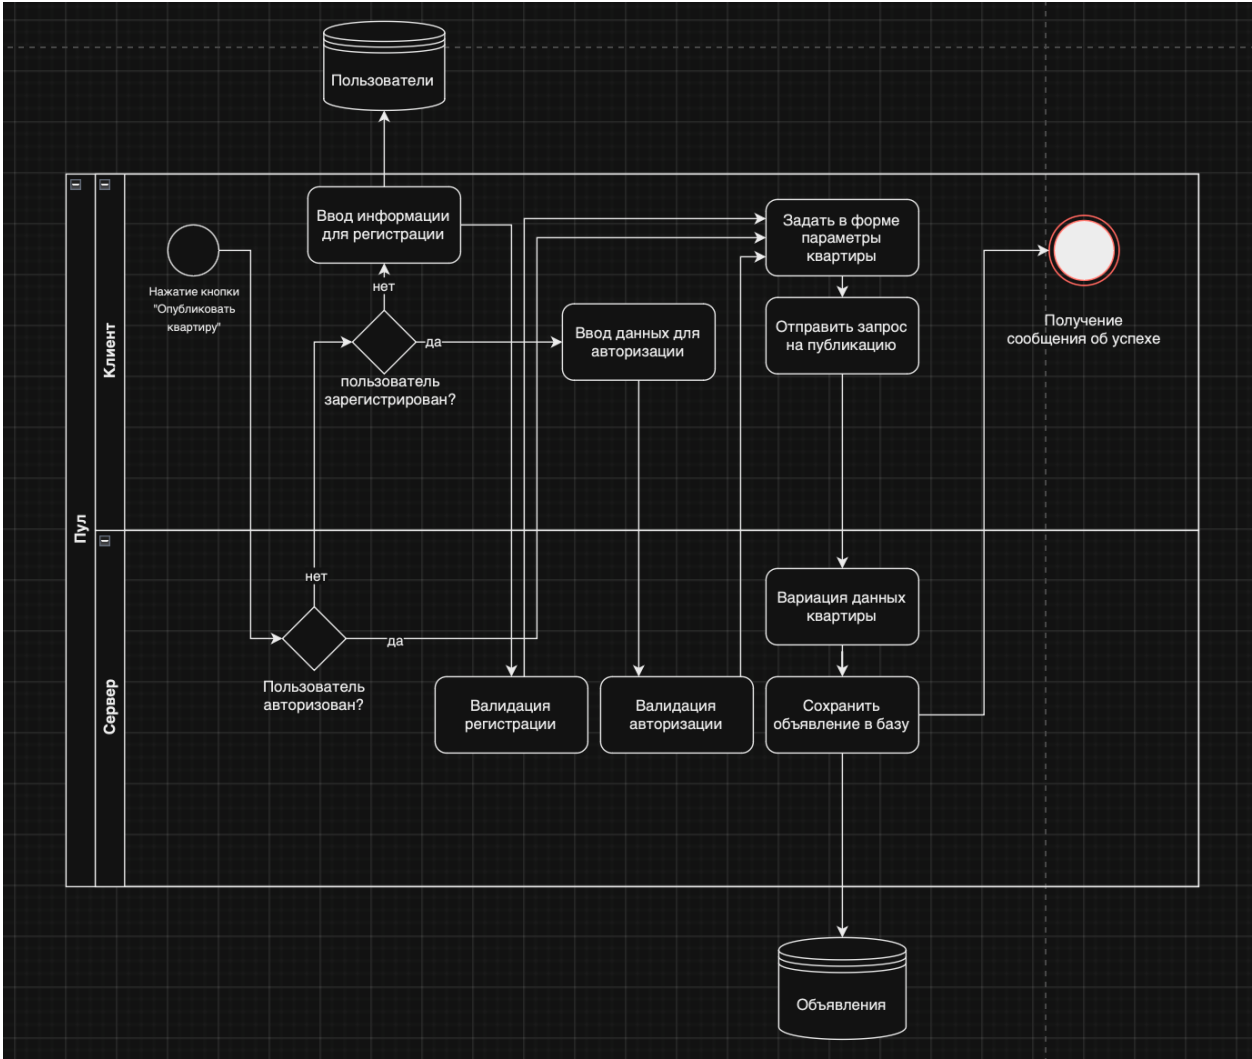 Пользователи
Ввод информации
для регистрации
Задать в форме
параметры
квартиры
Нажатие кнопки
"Опубликовать
квартиру"
нет
Ввод данных для
авторизации
Отправить запрос
на публикацию
Получение
сообщения об успехе
да
пользователь
зарегистрирован?
Клиент
Пул
нет
Вариация данных
квартиры
да
Пользователь
авторизован?
Сервер
Валидация
регистрации
Валидация
авторизации
Сохранить
объявление в базу
Объявления